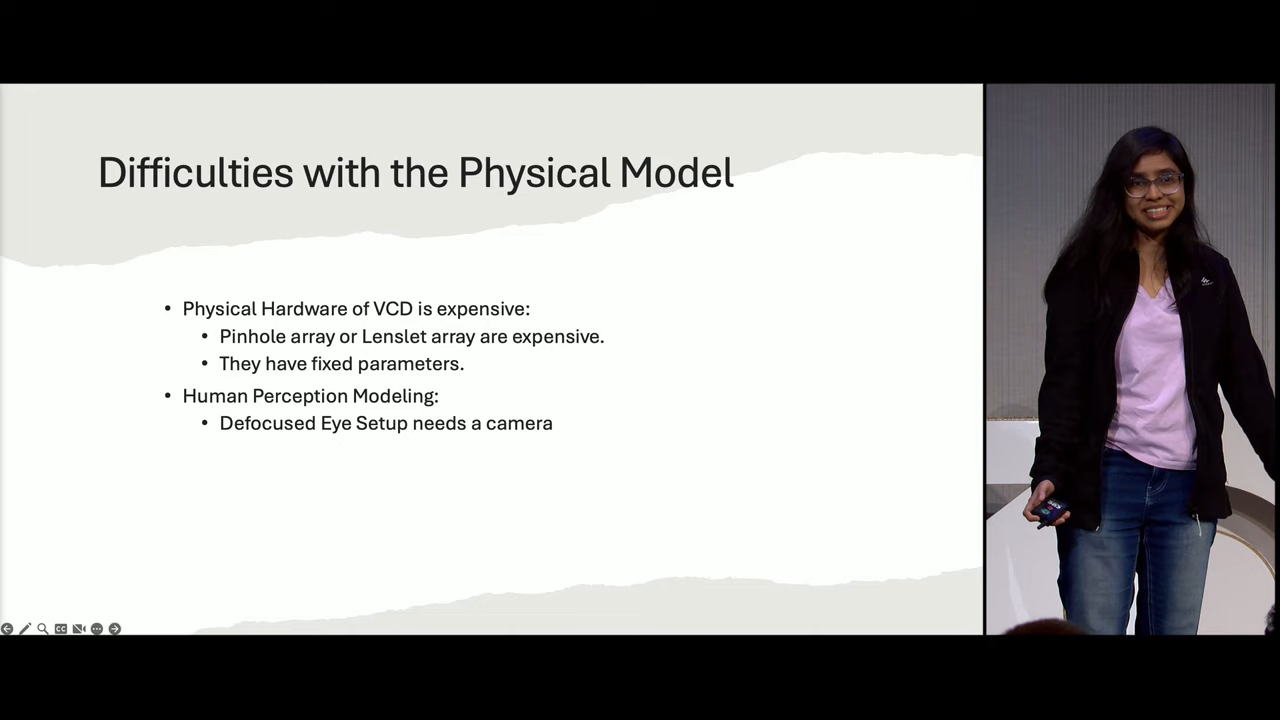 Difficulties with the Physical Model
• Physical Hardware of VCD is expensive:
• Pinhole array or Lenslet array are expensive.
• They have fixed parameters.
• Human Perception Modeling:
• Defocused Eye Setup needs a camera
CC